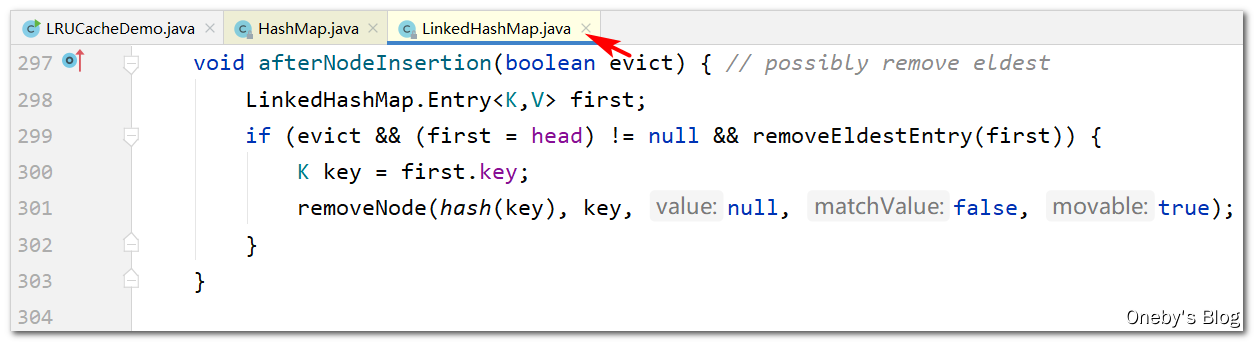 LRUCacheDemo.java HashMap.java LinkedHashMap.java
297 void afterNodeInsertion(boolean evict) { // possibly remove eldest
298 LinkedHashMap.Entry<K,V> first;
299 if (evict && (first = head) != null && removeEldestEntry(first)) {
300 K key = first.key;
301 removeNode(hash(key), key, value: null, matchValue: false, movable: true);
302 }
303 }
304
Oneby's Blog